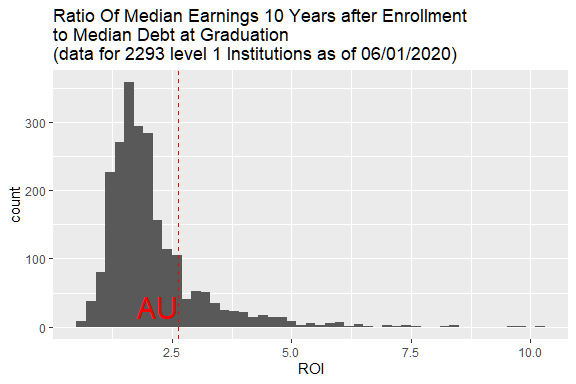 Ratio Of Median Earnings 10 Years after Enrollment
to Median Debt at Graduation
(data for 2293 level 1 Institutions as of 06/01/2020)
300
200
100
0
count
AU
2.5 5.0 7.5 10.0
ROI